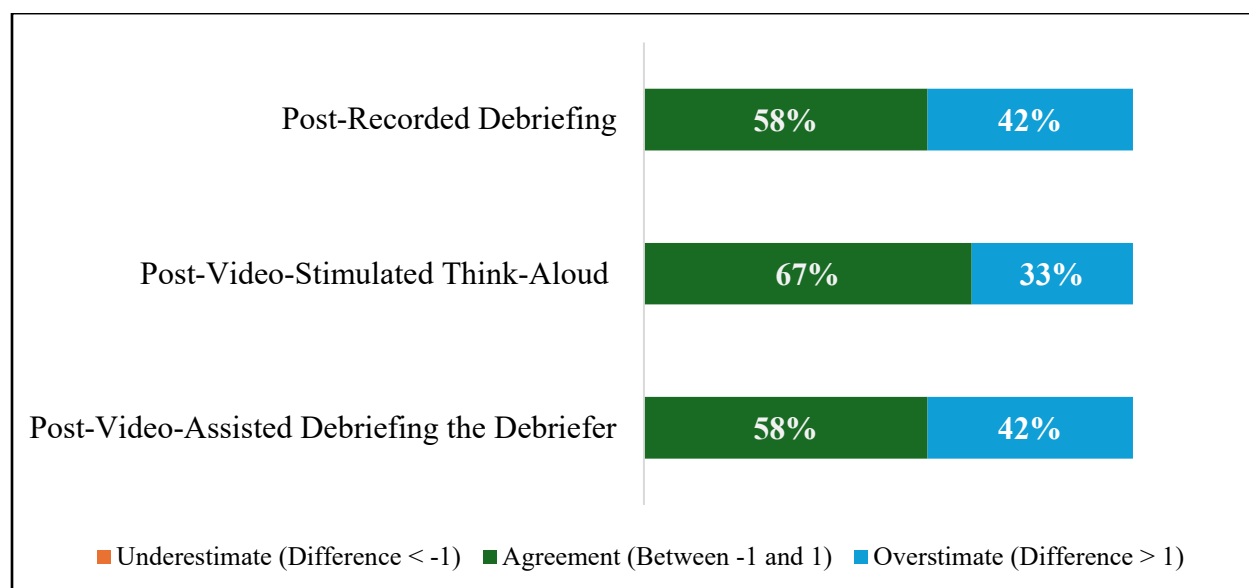 Post-Recorded Debriefing
58% 42%
Post-Video-Stimulated Think-Aloud
67% 33%
Post-Video-Assisted Debriefing the Debriefer
58% 42%
Underestimate (Difference < -1) Agreement (Between -1 and 1) Overstimate (Difference > 1)